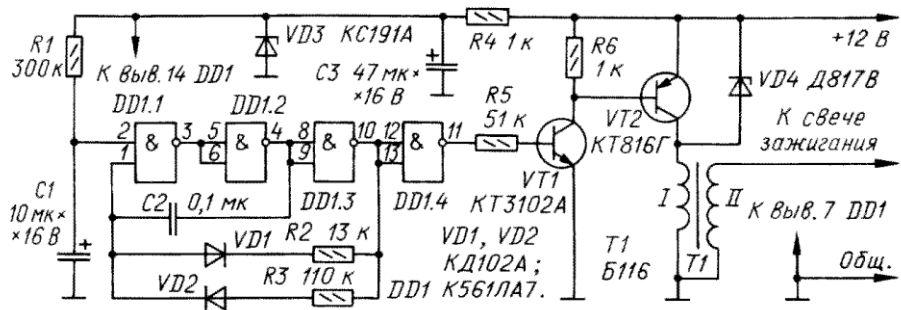 R1
300к
К выв.14 DD1
VD3 КС191А
R4 1к
+12 В
C3 47 мк×
×16 В
R6
1к
VD4 Д817В
DD1.1
DD1.2
R5
51 к
VT2
КТ816Г
К свече
зажигания
2
1
&
3
5
6
&
4
8
9
&
10
12
13
&
11
DD1.3
DD1.4
VT1
КТ3102А
C1
10 мк×
×16В
C2
0,1 мк
VD1
R2 13 к
VD2
R3 110 к
VD1, VD2
КД102А;
DD1 К561ЛА7.
T1
Б116
I
II
T1
К выв.7 DD1
Общ.